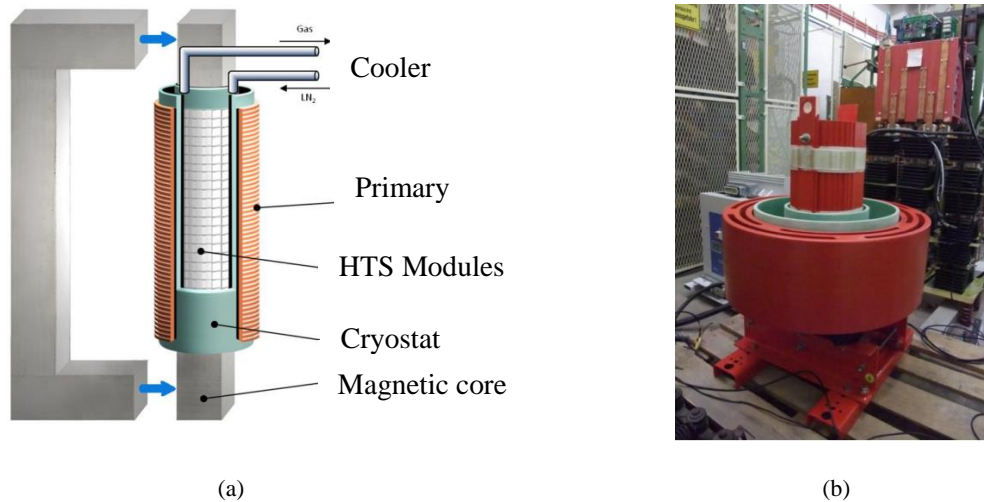 Gas
Cooler
LN₂
Primary
HTS Modules
Cryostat
Magnetic core
(a)
(b)